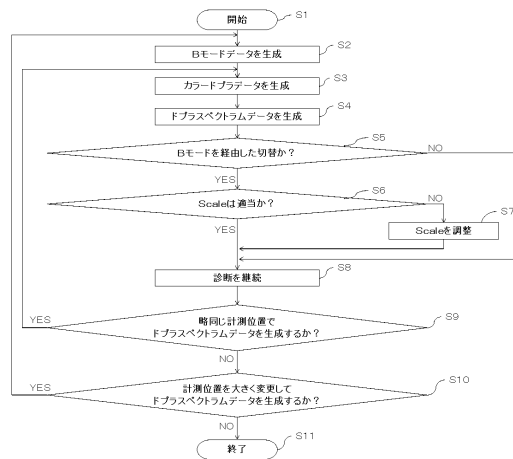 開始
S1
Bモードデータを生成
S2
カラードプラデータを生成
S3
ドプラスペクトラムデータを生成
S4
Bモードを経由した切替か?
S5
NO
YES
Scaleは適当か?
S6
NO
YES
Scaleを調整
S7
診断を継続
S8
略同じ計測位置で
ドプラスペクトラムデータを生成するか?
S9
YES
NO
計測位置を大きく変更して
ドプラスペクトラムデータを生成するか?
S10
YES
NO
終了
S11